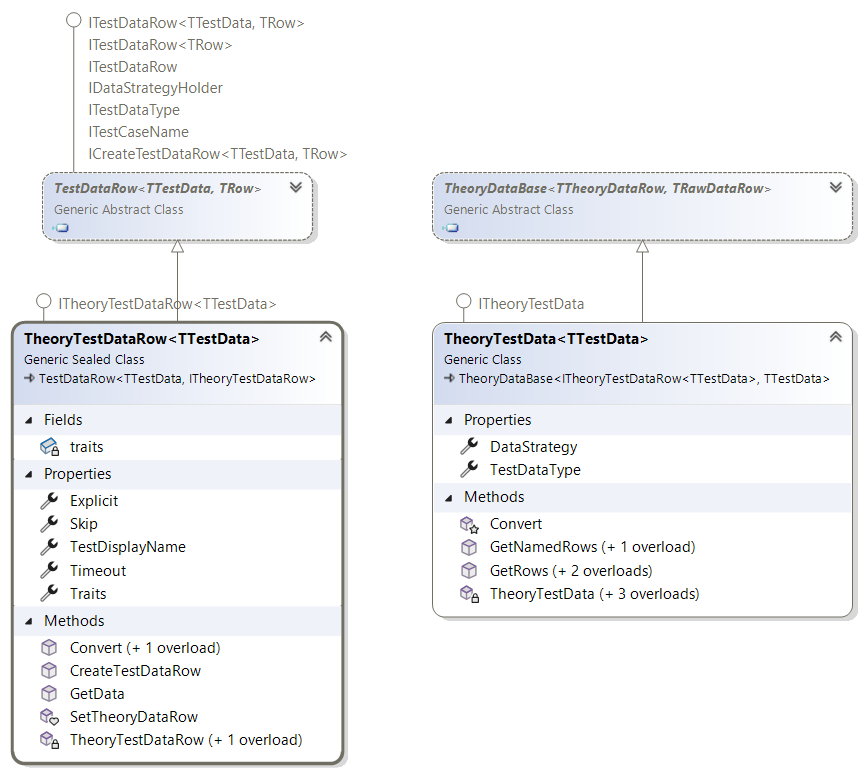 ITestDataRow<TTestData, TRow>
ITestDataRow<TRow>
ITestDataRow
IDataStrategyHolder
ITestDataType
ITestCaseName
ICreateTestDataRow<TTestData, TRow>
TestDataRow<TTestData, TRow>
Generic Abstract Class
ITheoryTestDataRow<TTestData>
TheoryTestDataRow<TTestData>
Generic Sealed Class
TestDataRow<TTestData, ITheoryTestDataRow>
Fields
traits
Properties
Explicit
Skip
TestDisplayName
Timeout
Traits
Methods
Convert (+ 1 overload)
CreateTestDataRow
GetData
SetTheoryDataRow
TheoryTestDataRow (+ 1 overload)
TheoryDataBase<TTheoryDataRow, TRawDataRow>
Generic Abstract Class
ITheoryTestData
TheoryTestData<TTestData>
Generic Class
TheoryDataBase<ITheoryTestDataRow<TTestData>, TTestData>
Properties
DataStrategy
TestDataType
Methods
Convert
GetNamedRows (+ 1 overload)
GetRows (+ 2 overloads)
TheoryTestData (+ 3 overloads)